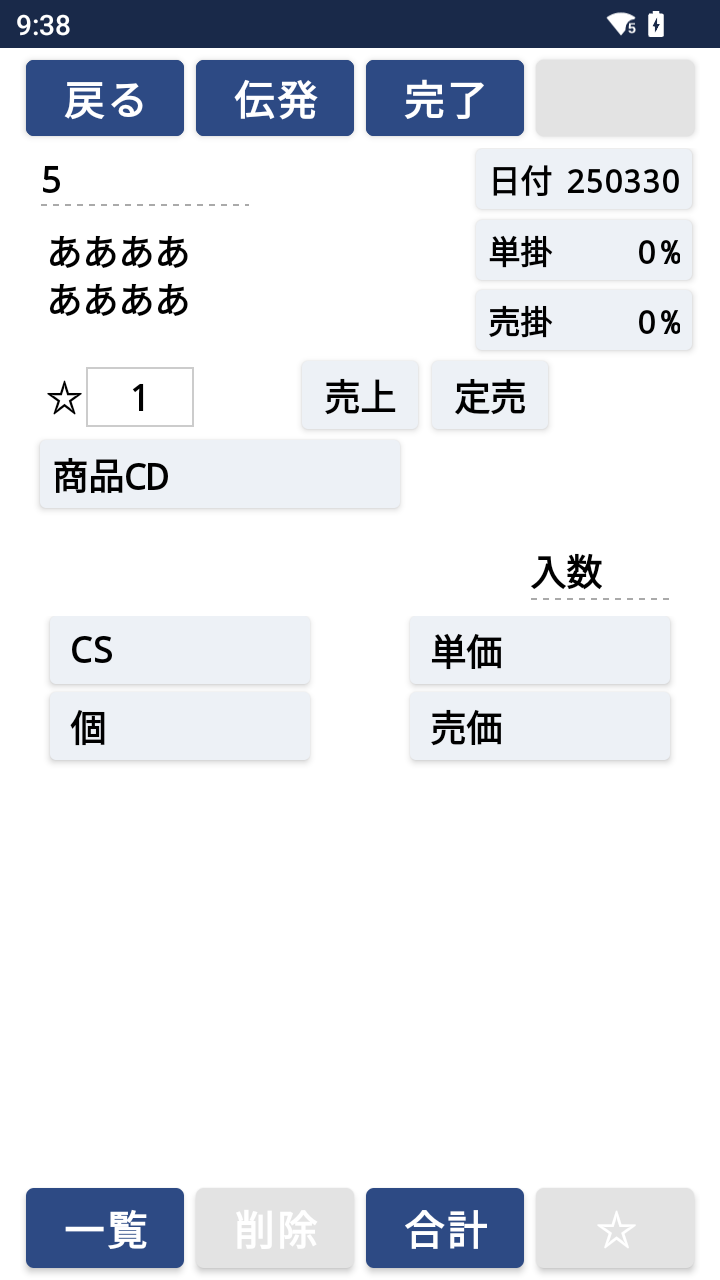 9:38
5
戻る 伝発 完了
5
日付 250330
ああああ
単掛 0%
ああああ
売掛 0%
☆ 1 売上 定売
商品CD
入数
CS 単価
個 売価
一覧 削除 合計 ☆